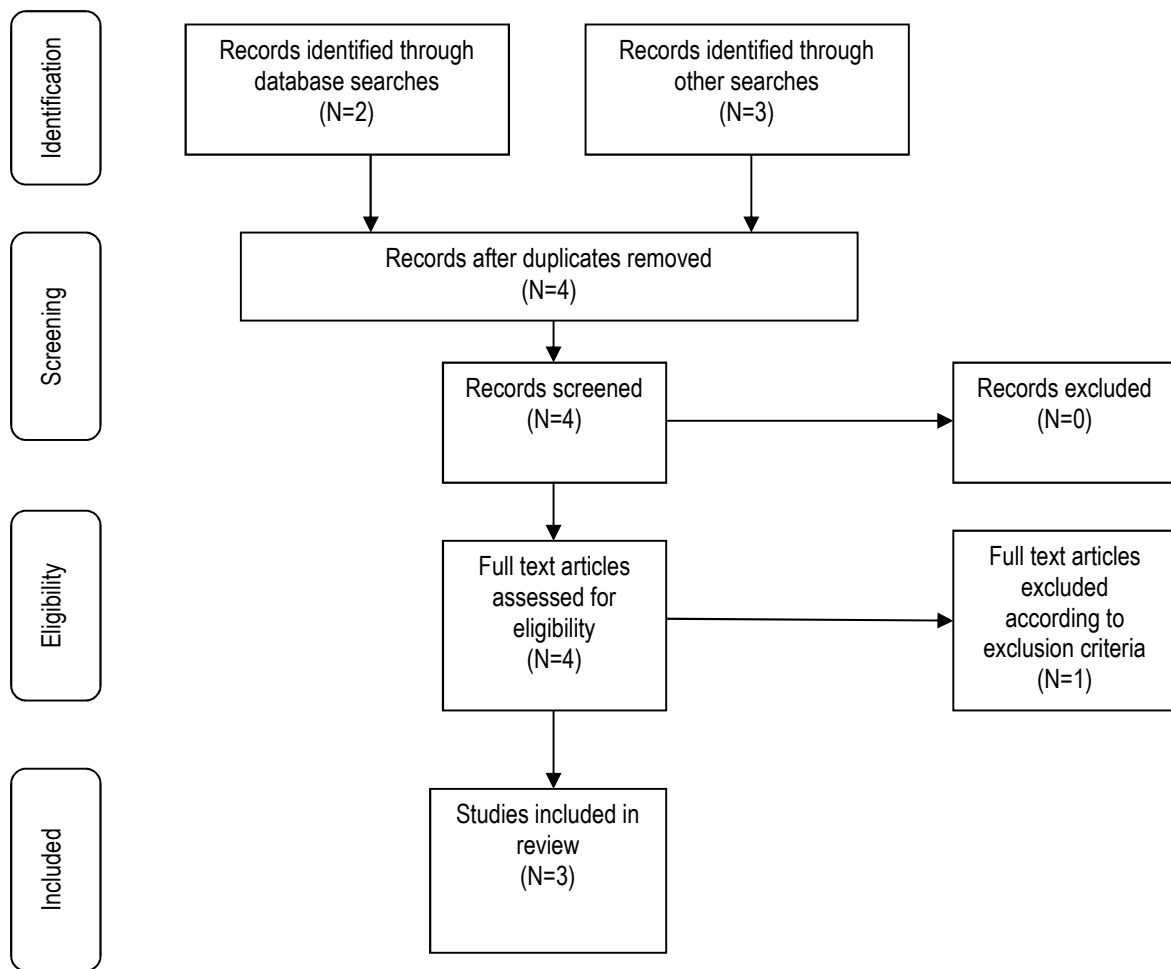 Identification
Records identified through
database searches
(N=2)
Records identified through
other searches
(N=3)
Screening
Records after duplicates removed
(N=4)
Records screened
(N=4)
Records excluded
(N=0)
Eligibility
Full text articles
assessed for
eligibility
(N=4)
Full text articles
excluded
according to
exclusion criteria
(N=1)
Included
Studies included in
review
(N=3)